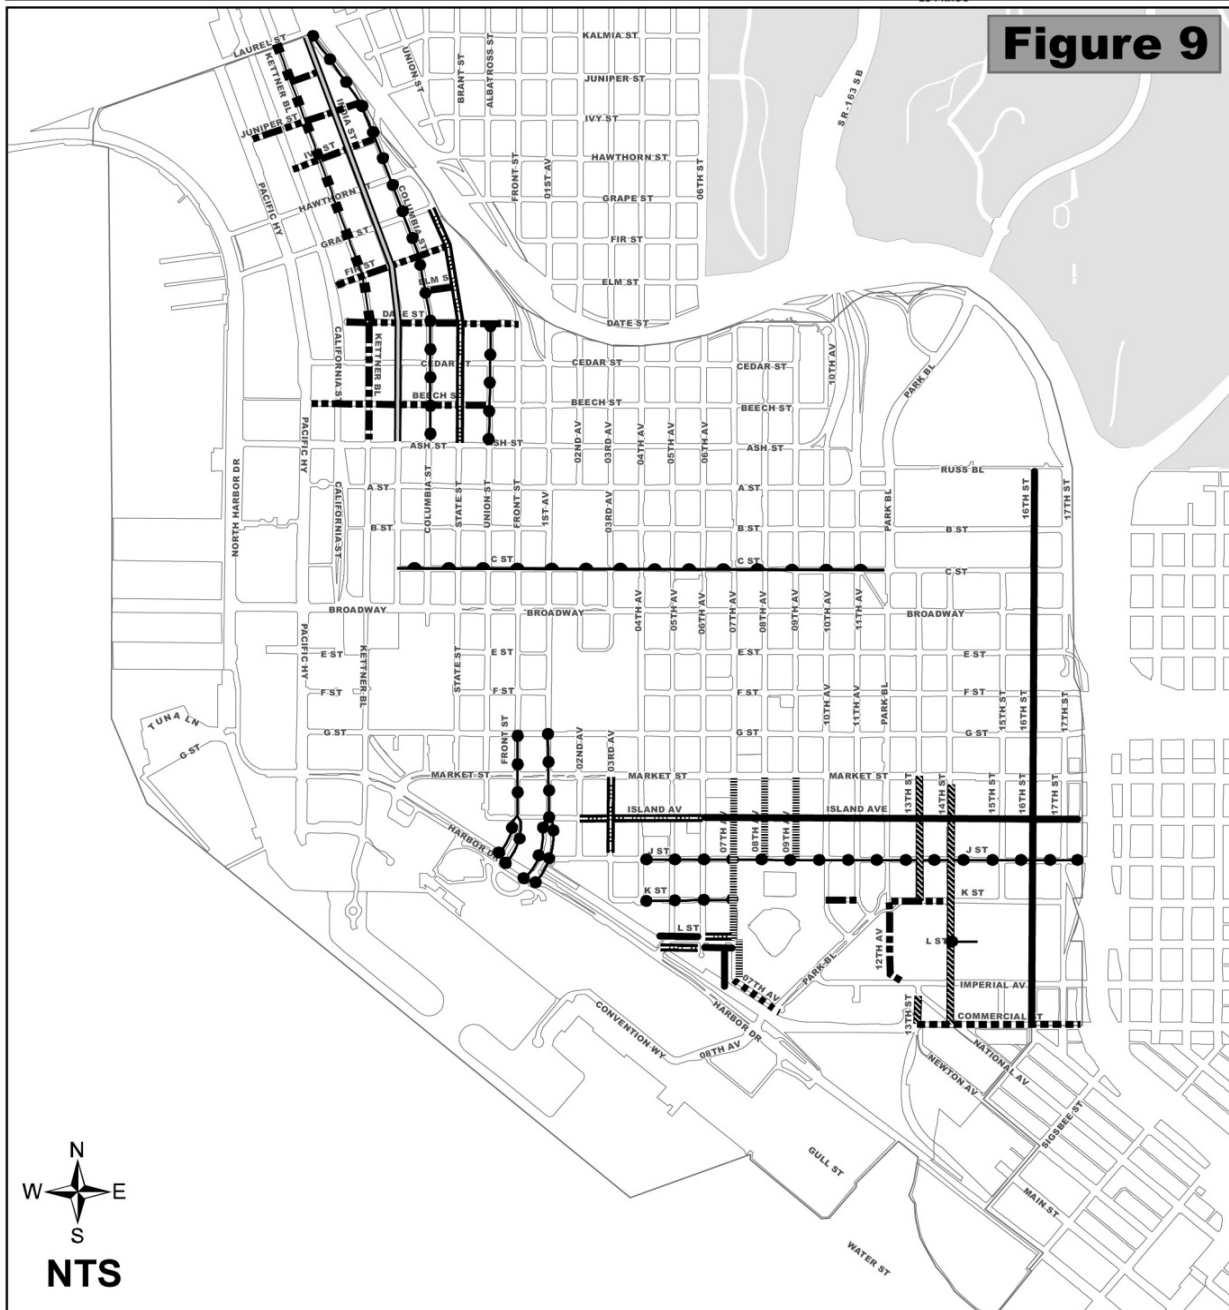 Figure 9
KALMIA ST
LAUREL ST
KETTNER BL
UNION ST
BRANT ST
ALBATROSS ST
JUNIPER ST
SR-163 SB
INDIA ST
JUNIPER ST
IVY ST
IVY ST
HAWTHORN ST
FRONT ST
01ST AV
06TH ST
HAWTHORN
PACIFIC HY
COLUMBIA ST
GRAPE ST
FIR ST
FIR ST
ELM ST
DATE ST
DATE ST
CALIFORNIA ST
KETTNER BL
CEDAR ST
CEDAR ST
CEDAR ST
10TH AV
PARK BL
BEECH ST
BEECH ST
BEECH ST
PACIFIC HY
ASH ST
ASH ST
02ND AV
03RD AV
04TH AV
05TH AV
06TH AV
ASH ST
NORTH HARBOR DR
RUSS BL
A ST
CALIFORNIA ST
COLUMBIA ST
STATE ST
UNION ST
FRONT ST
1ST AV
03RD AV
A ST
PARK BL
16TH ST
17TH ST
B ST
B ST
B ST
C ST
C ST
C ST
BROADWAY
BROADWAY
04TH AV
05TH AV
06TH AV
07TH AV
08TH AV
09TH AV
10TH AV
11TH AV
BROADWAY
PACIFIC HY
KETTNER BL
STATE ST
E ST
E ST
E ST
E ST
F ST
F ST
F ST
10TH AV
11TH AV
PARK BL
F ST
15TH ST
16TH ST
17TH ST
TUNA LN
G ST
G ST
FRONT ST
02ND AV
03RD AV
G ST
G ST
MARKET ST
MARKET ST
MARKET ST
13TH ST
14TH ST
15TH ST
16TH ST
17TH ST
ISLAND AV
ISLAND AVE
07TH AV
08TH AV
09TH AV
HARBOR DR
J ST
J ST
K ST
K ST
L ST
12TH AV
PARK BL
07TH AV
IMPERIAL AV
CONVENTION WY
HARBOR DR
08TH AV
13TH ST
COMMERCIAL ST
NATIONAL AV
NEWTON AV
SIGSBEE ST
GULL ST
MAIN ST
WATER ST
N
W
E
S
NTS